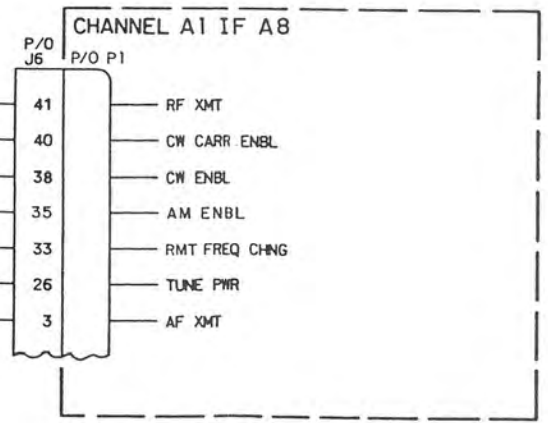 CHANNEL A1 IF A8
P/O
J6 P/O P1
41 RF XMT
40 CW CARR ENBL
38 CW ENBL
35 AM ENBL
33 RMT FREQ CHNG
26 TUNE PWR
3 AF XMT